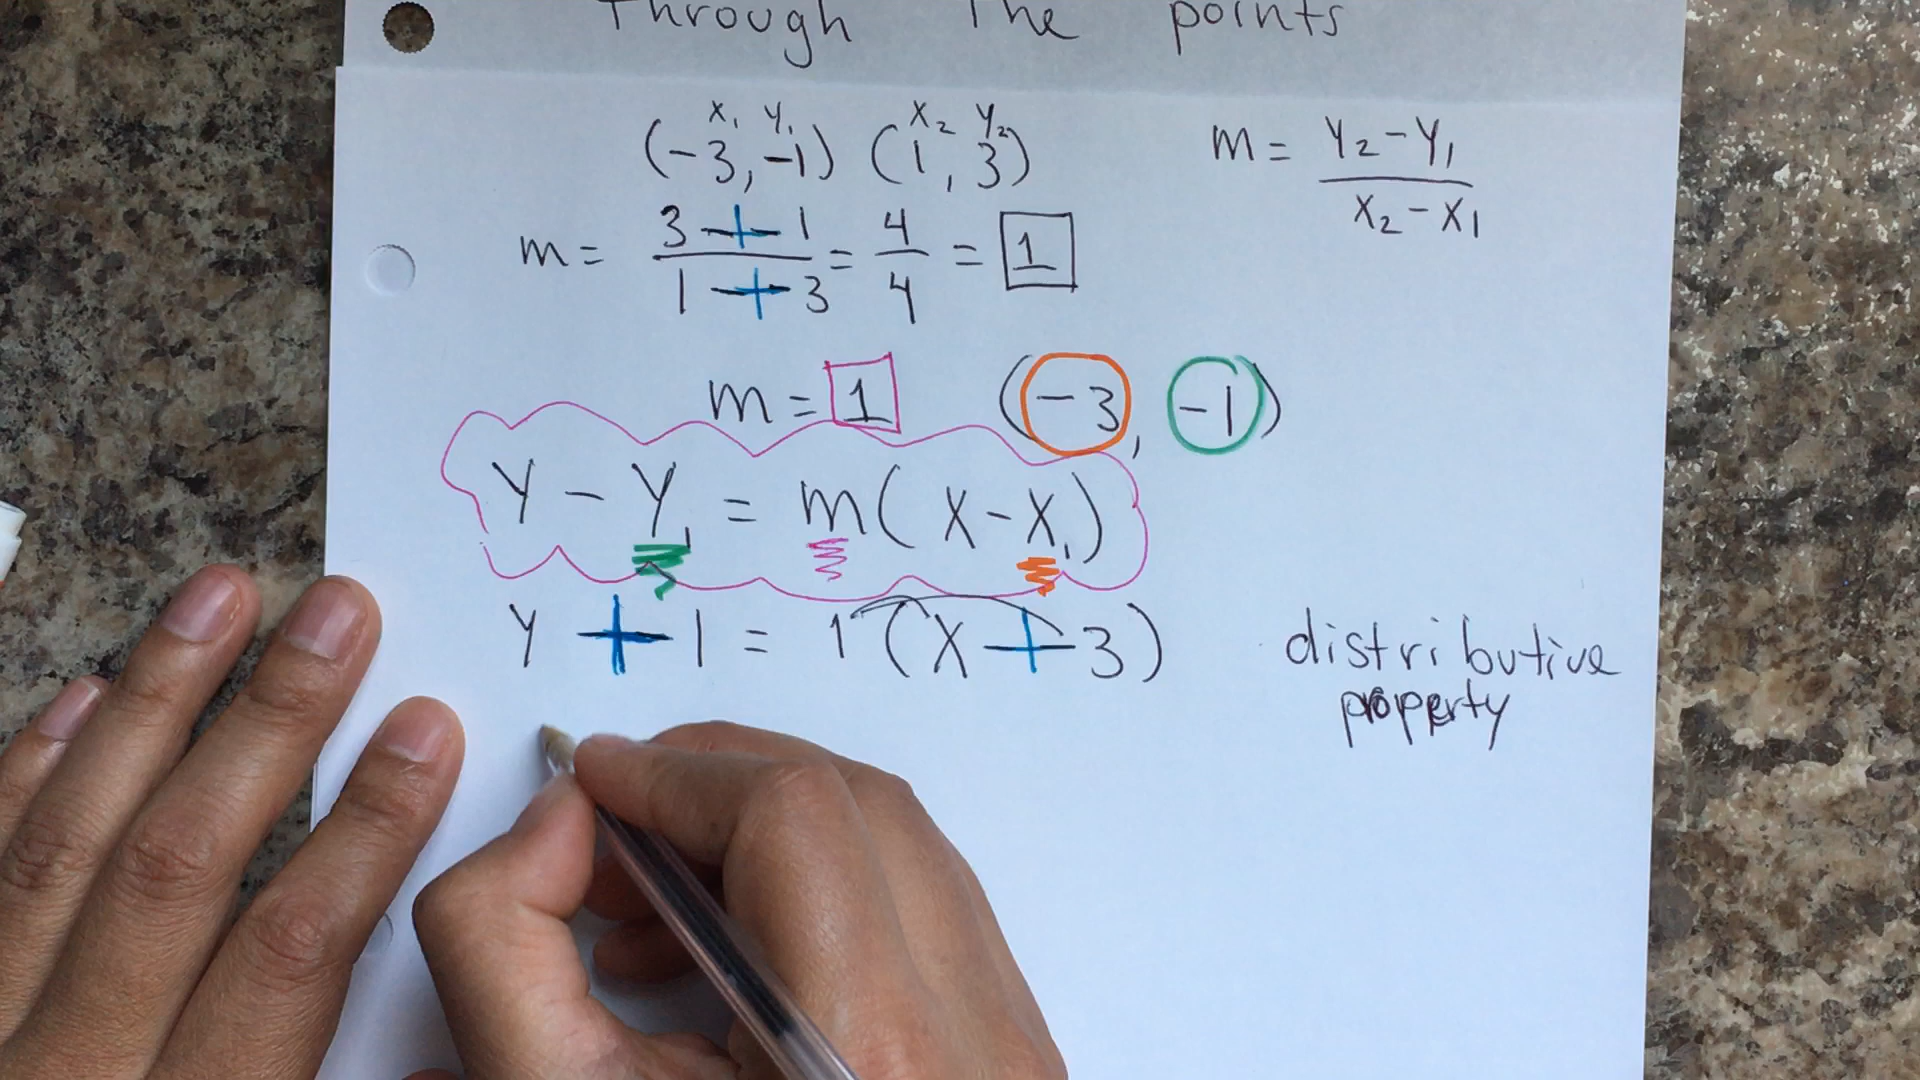 Through The points
x₁ y₁ x₂ y₂
(-3, -1) (1, 3)
m = y₂-y₁ / x₂-x₁
m = 3 + 1 / 1 + 3 = 4 / 4 = 1
m = 1 (-3, -1)
y - y₁ = m(x-x₁)
y + 1 = 1(x+3)
distributive
property